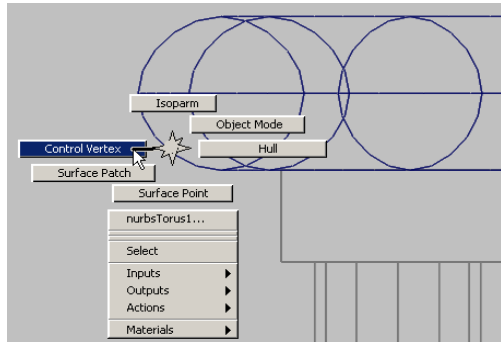 Isoparm
Object Mode
Control Vertex
Hull
Surface Patch
Surface Point
nurbsTorus1...
Select
Inputs
Outputs
Actions
Materials